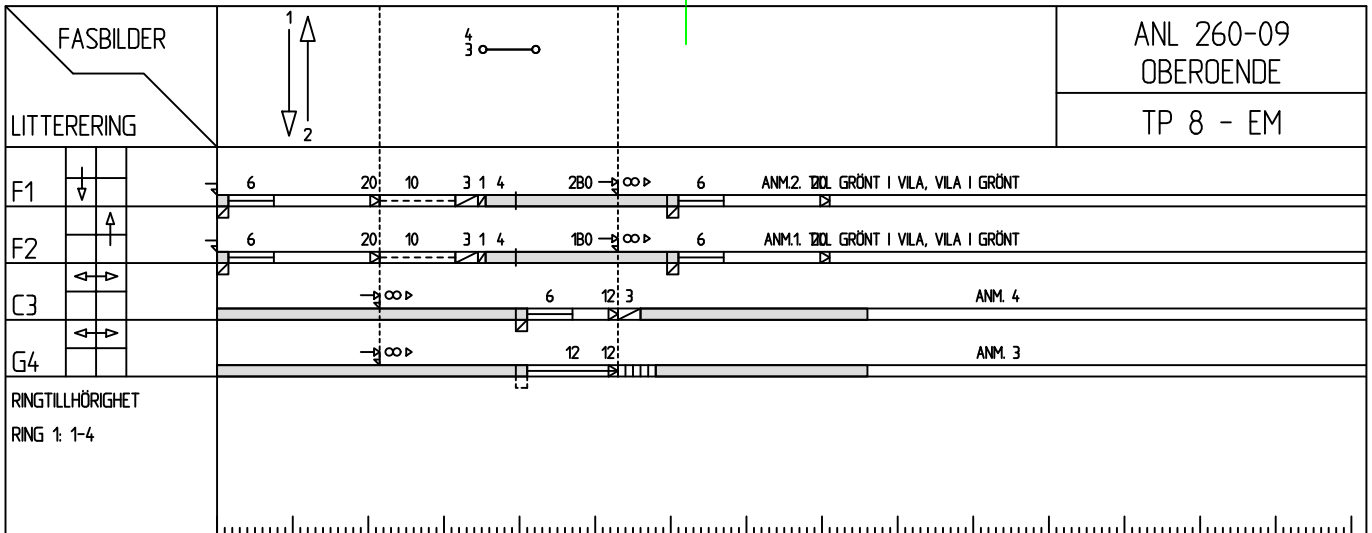 FASBILDER
LITTERERING
1
2
4
3
ANL 260-09
OBEROENDE
TP 8 - EM
F1 6 20 10 3 1 4 2B0 6 ANM.2. GRÖNT I VILA, VILA I GRÖNT
F2 6 20 10 3 1 4 1B0 6 ANM.1. GRÖNT I VILA, VILA I GRÖNT
C3 6 12 3 ANM. 4
G4 12 12 ANM. 3
RINGTILLHÖRIGHET
RING 1: 1-4